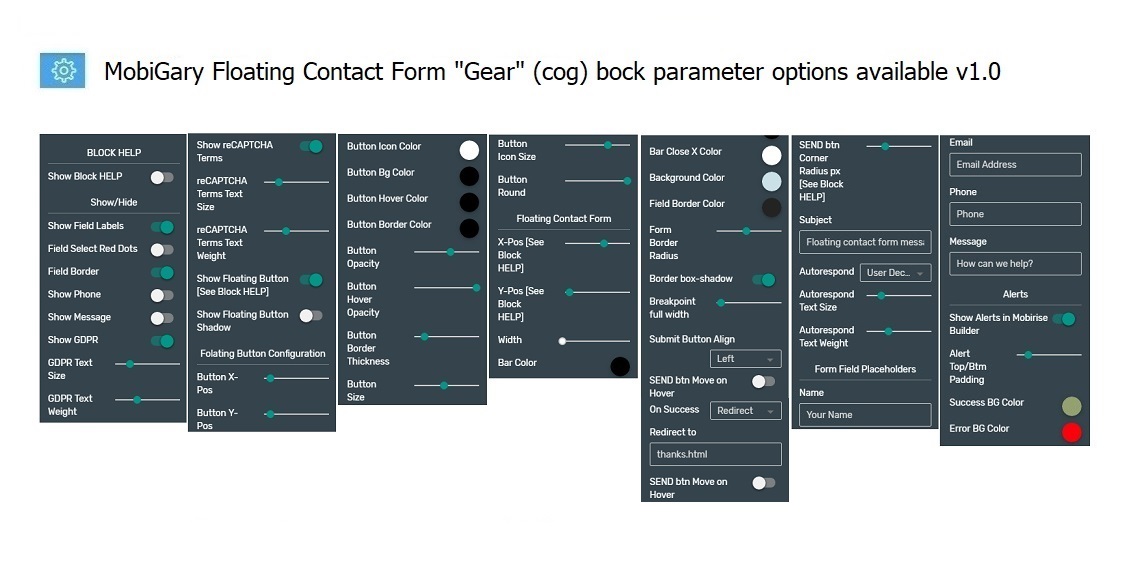 MobiGary Floating Contact Form "Gear" (cog) bock parameter options available v1.0
BLOCK HELP
Show Block HELP
Show/Hide
Show Field Labels
Field Select Red Dots
Field Border
Show Phone
Show Message
Show GDPR
GDPR Text
Size
GDPR Text
Weight
Show reCAPTCHA
Terms
reCAPTCHA
Terms Text
Size
reCAPTCHA
Terms Text
Weight
Show Floating Button
[See Block HELP]
Show Floating Button
Shadow
Folating Button Configuration
Button X-
Pos
Button Y-
Pos
Button Icon Color
Button Bg Color
Button Hover Color
Button Border Color
Button
Opacity
Button
Hover
Opacity
Button
Border
Thickness
Button
Size
Button
Icon Size
Button
Round
Floating Contact Form
X-Pos [See
Block
HELP]
Y-Pos [See
Block
HELP]
Width
Bar Color
Bar Close X Color
Background Color
Field Border Color
Form
Border
Radius
Border box-shadow
Breakpoint
full width
Submit Button Align
Left
SEND btn Move on
Hover
On Success
Redirect
Redirect to
thanks.html
SEND btn Move on
Hover
SEND btn
Corner
Radius px
[See Block
HELP]
Subject
Floating contact form messa
Autorespond
User Dec...
Autorespond
Text Size
Autorespond
Text Weight
Form Field Placeholders
Name
Your Name
Email
Email Address
Phone
Phone
Message
How can we help?
Alerts
Show Alerts in Mobirise
Builder
Alert
Top/Btm
Padding
Success BG Color
Error BG Color